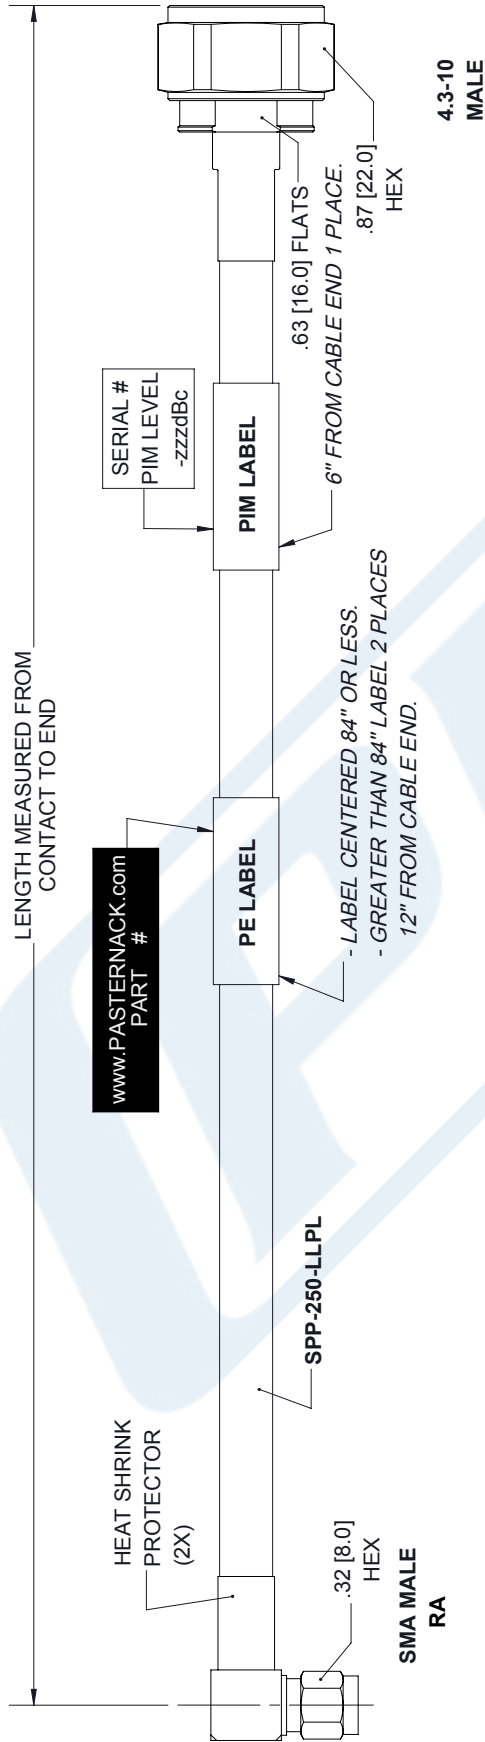 LENGTH MEASURED FROM
CONTACT TO END
HEAT SHRINK
PROTECTOR
(2X)
www.PASTERNACK.com
PART #
SERIAL #
PIM LEVEL
-zzzdBc
PE LABEL
PIM LABEL
.32 [8.0]
HEX
SMA MALE
RA
SPP-250-LLPL
- LABEL CENTERED 84" OR LESS.
- GREATER THAN 84" LABEL 2 PLACES
12" FROM CABLE END.
.63 [16.0] FLATS
6" FROM CABLE END 1 PLACE.
.87 [22.0]
HEX
4.3-10
MALE